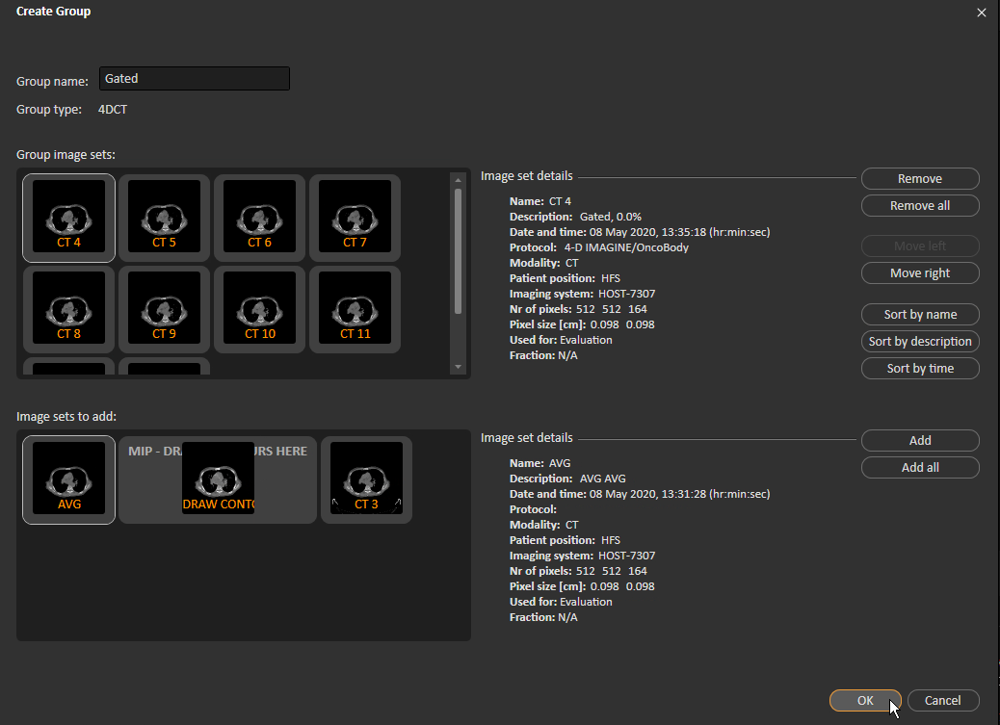 Create Group
Group name: Gated
Group type: 4DCT
Group image sets:
CT 4
CT 5
CT 6
CT 7
CT 8
CT 9
CT 10
CT 11
Image set details
Name: CT 4
Description: Gated, 0.0%
Date and time: 08 May 2020, 13:35:18 (hr:min:sec)
Protocol: 4-D IMAGINE/OncoBody
Modality: CT
Patient position: HFS
Imaging system: HOST-7307
Nr of pixels: 512 512 164
Pixel size [cm]: 0.098 0.098
Used for: Evaluation
Fraction: N/A
Remove
Remove all
Move left
Move right
Sort by name
Sort by description
Sort by time
Image sets to add:
AVG
MIP - DR
URS HERE
DRAW CONTO
CT 3
Image set details
Name: AVG
Description: AVG AVG
Date and time: 08 May 2020, 13:31:28 (hr:min:sec)
Protocol:
Modality: CT
Patient position: HFS
Imaging system: HOST-7307
Nr of pixels: 512 512 164
Pixel size [cm]: 0.098 0.098
Used for: Evaluation
Fraction: N/A
Add
Add all
OK
Cancel